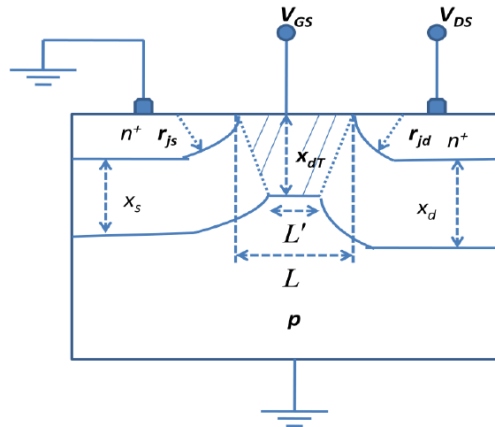 V_GS V_DS
n⁺ r_js x_dT r_jd n⁺
x_s x_d
L'
L
p